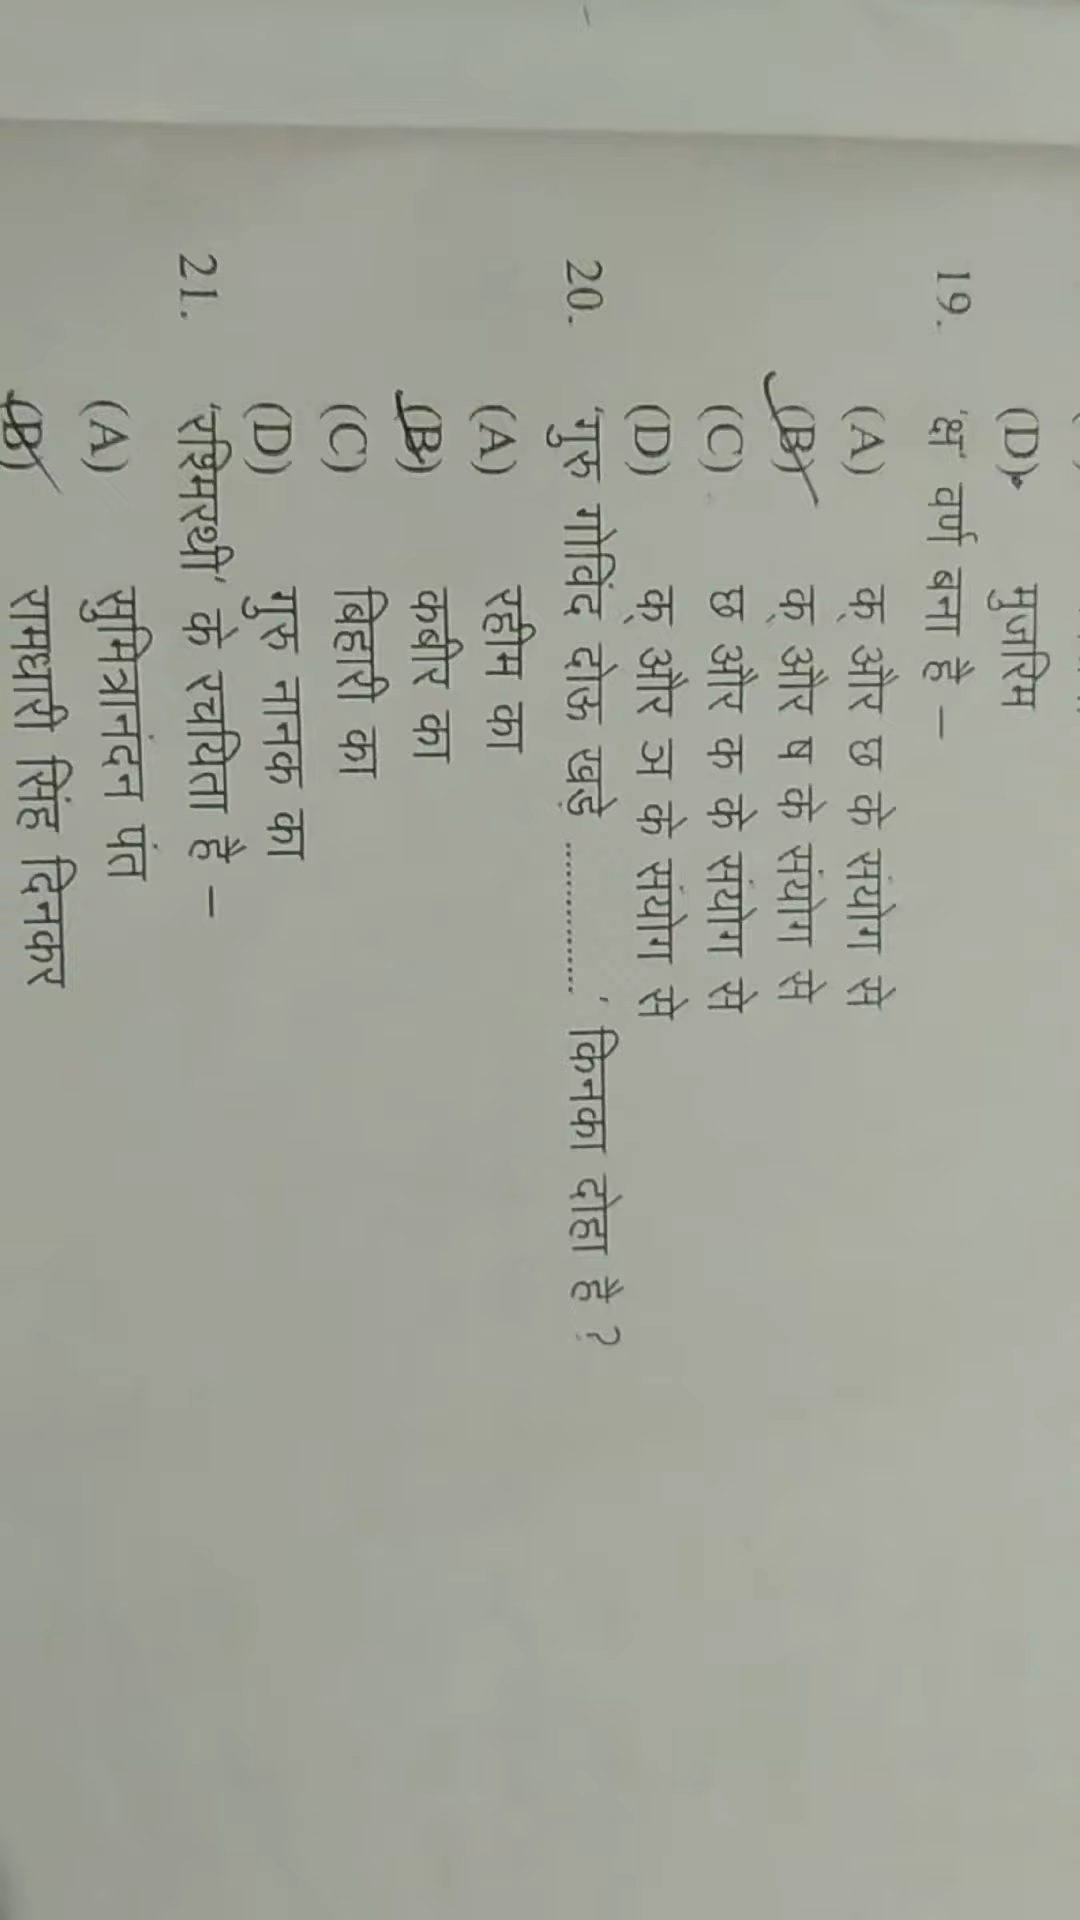 (D) मुजरिम
19. 'क्ष' वर्ण बना है –
(A) क् और छ के संयोग से
(B) क् और ष के संयोग से
(C) छ और क के संयोग से
(D) क् और ञ के संयोग से
20. 'गुरु गोविंद दोऊ खड़े ..............' किनका दोहा है ?
(A) रहीम का
(B) कबीर का
(C) बिहारी का
(D) गुरु नानक का
21. 'रश्मिरथी' के रचयिता है –
(A) सुमित्रानंदन पंत
(B) रामधारी सिंह दिनकर